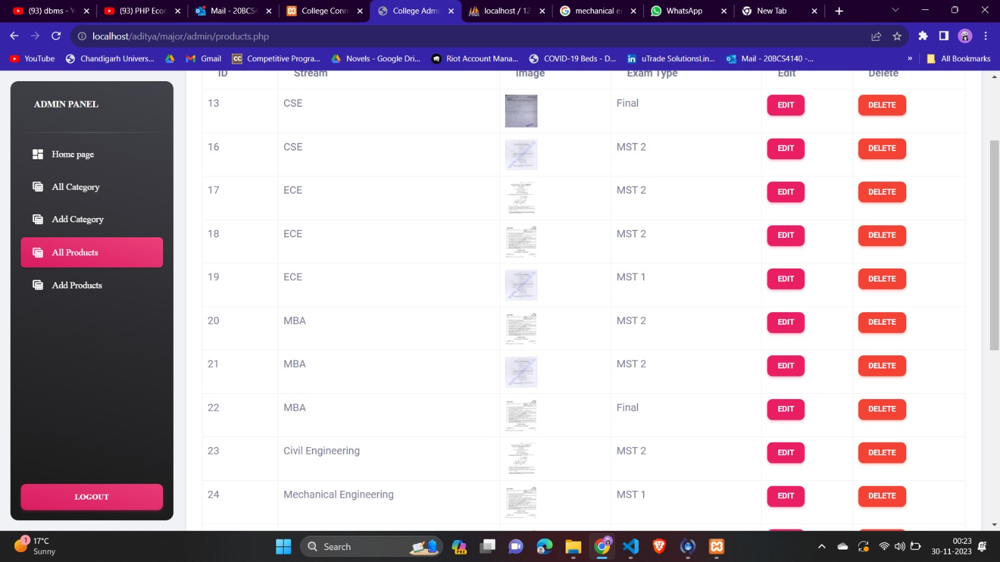 (93) dbms - Y
(93) PHP Econ
Mail - 20BCS4
College Conn
College Admi
localhost / 12
mechanical e
WhatsApp
New Tab
localhost/aditya/major/admin/products.php
YouTube
Chandigarh Univers...
Gmail
CC
Competitive Progra...
Novels - Google Dri...
Riot Account Mana...
COVID-19 Beds - D...
in
uTrade SolutionsLin...
Mail - 20BCS4140 -...
»
All Bookmarks
ADMIN PANEL
Home page
All Category
Add Category
All Products
Add Products
LOGOUT
ID Stream Image Exam Type Edit Delete
13 CSE Final EDIT DELETE
16 CSE MST 2 EDIT DELETE
17 ECE MST 2 EDIT DELETE
18 ECE MST 2 EDIT DELETE
19 ECE MST 1 EDIT DELETE
20 MBA MST 2 EDIT DELETE
21 MBA MST 2 EDIT DELETE
22 MBA Final EDIT DELETE
23 Civil Engineering MST 2 EDIT DELETE
24 Mechanical Engineering MST 1 EDIT DELETE
1
17°C
Sunny
Search
PRE
00:23
30-11-2023